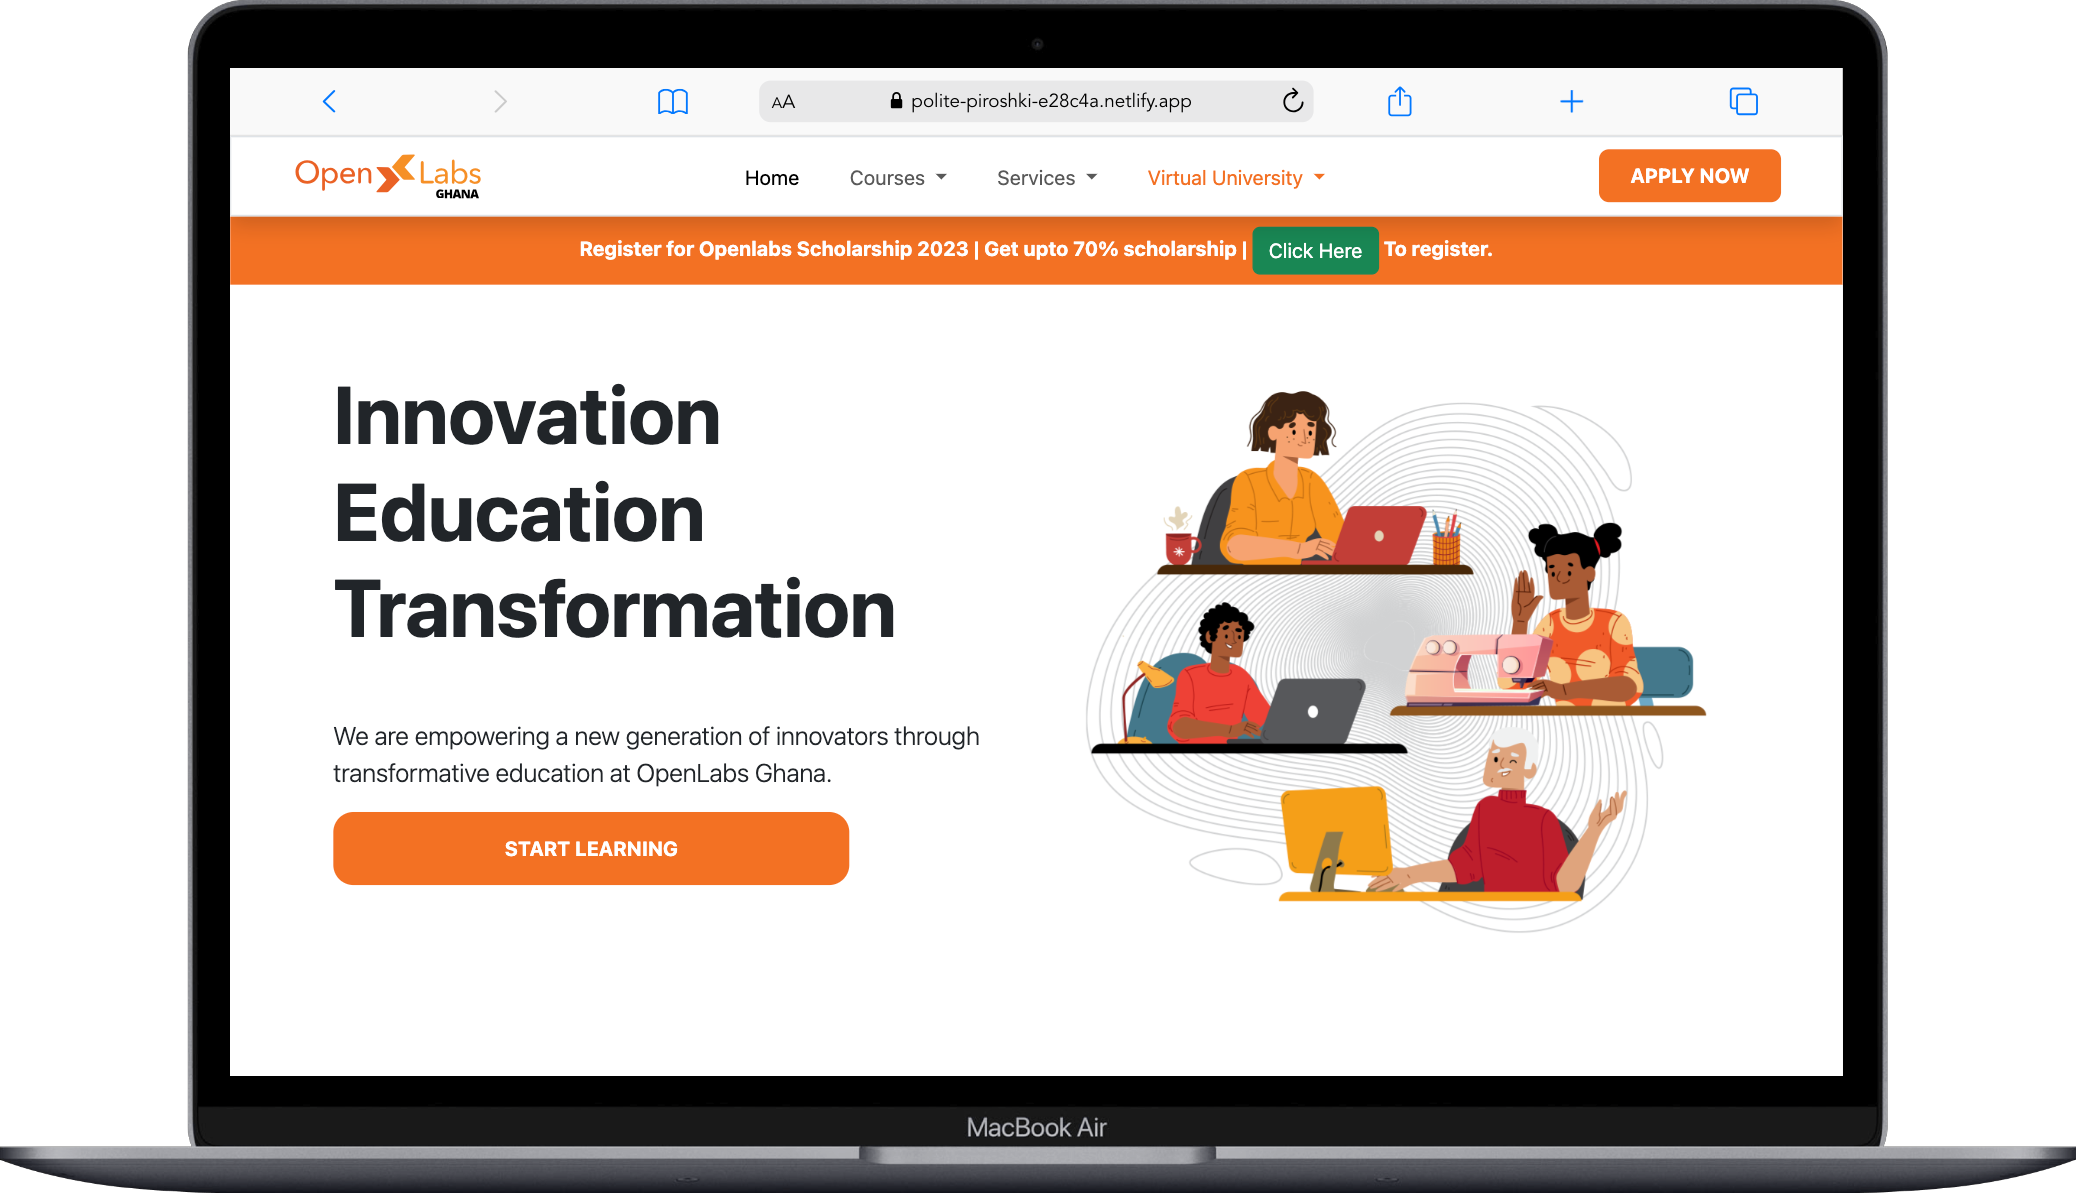 AA polite-piroshki-e28c4a.netlify.app
Open Labs
GHANA
Home Courses Services Virtual University APPLY NOW
Register for Openlabs Scholarship 2023 | Get upto 70% scholarship | Click Here To register.
Innovation
Education
Transformation
We are empowering a new generation of innovators through
transformative education at OpenLabs Ghana.
START LEARNING
MacBook Air